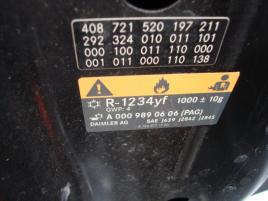 408 721 520 197 211
292 324 010 011 101
000 100 011 110 000
001 011 000 110 138
R-1234yf 1000 ± 10g
GWP: 4
A 000 989 06 06 (PAG)
DAIMLER AG SAE J639 J2842 J2845